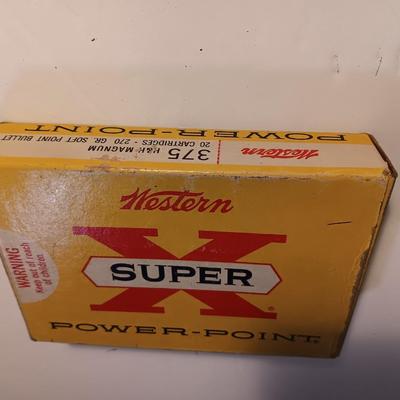 POWER-POINT
375 H&H MAGNUM
20 CARTRIDGES - 270 GR. SOFT POINT BULLET
Western
Western
SUPER
X
®
POWER-POINT
WARNING
Keep out of reach
of children.